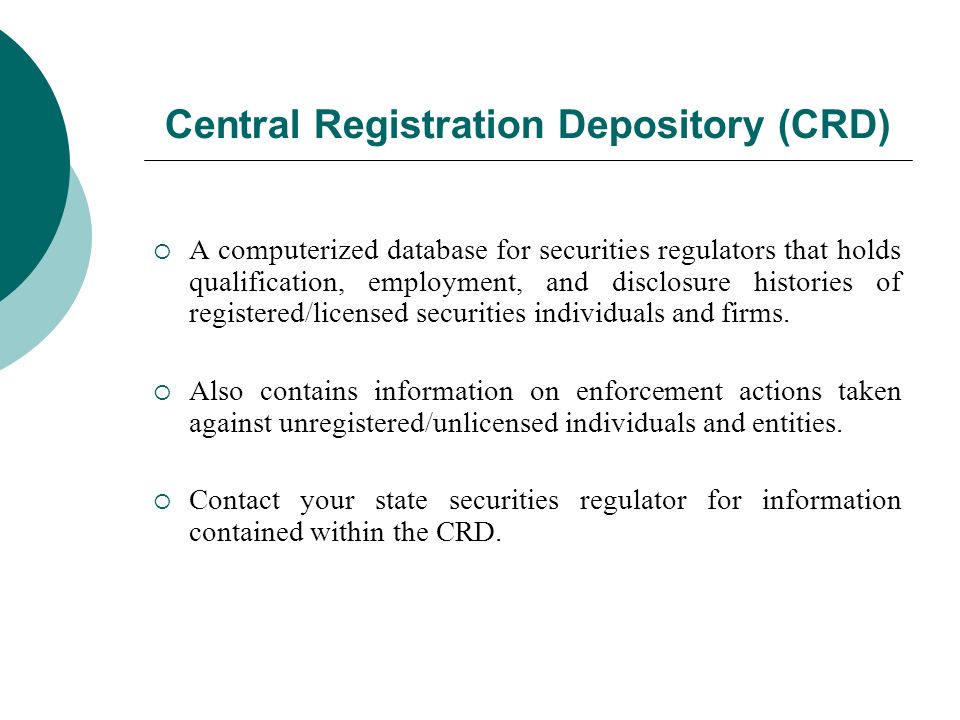 Central Registration Depository (CRD)
A computerized database for securities regulators that holds
qualification, employment, and disclosure histories of
registered/licensed securities individuals and firms.
Also contains information on enforcement actions taken
against unregistered/unlicensed individuals and entities.
Contact your state securities regulator for information
contained within the CRD.